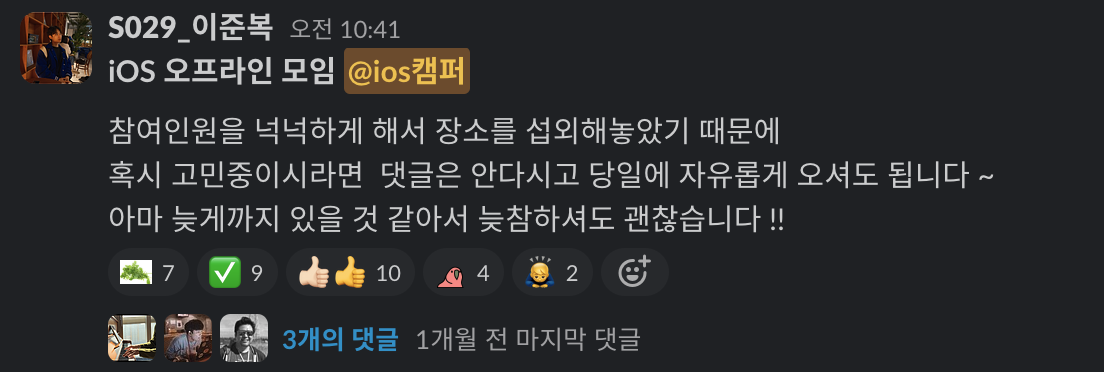 S029_이준복 오전 10:41
iOS 오프라인 모임 @ios캠퍼
참여인원을 넉넉하게 해서 장소를 섭외해놓았기 때문에
혹시 고민중이시라면  댓글은 안다시고 당일에 자유롭게 오셔도 됩니다 ~
아마 늦게까지 있을 것 같아서 늦참하셔도 괜찮습니다 !!
7 9 10 4 2
3개의 댓글 1개월 전 마지막 댓글